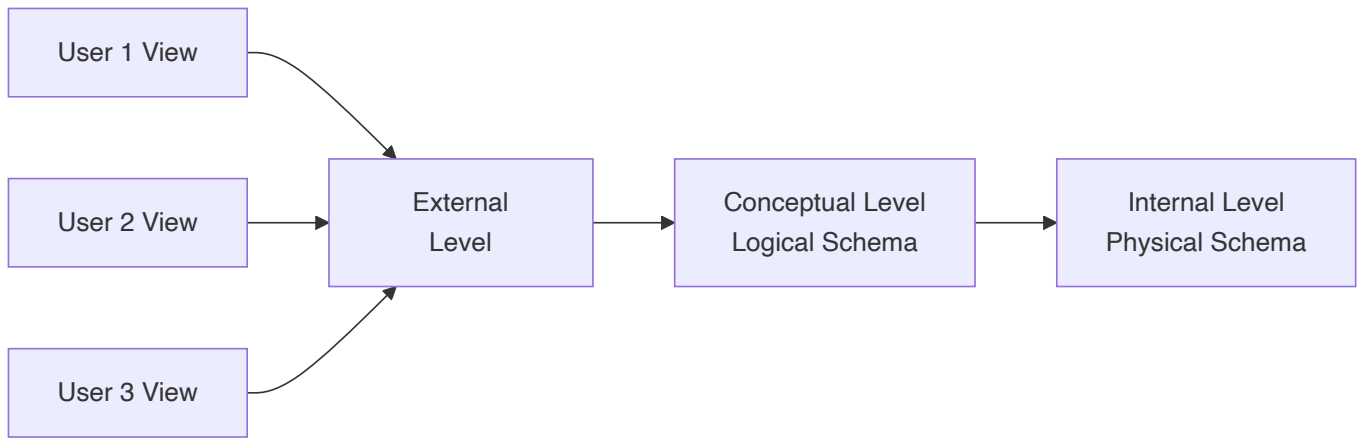 User 1 View
User 2 View
User 3 View
External
Level
Conceptual Level
Logical Schema
Internal Level
Physical Schema